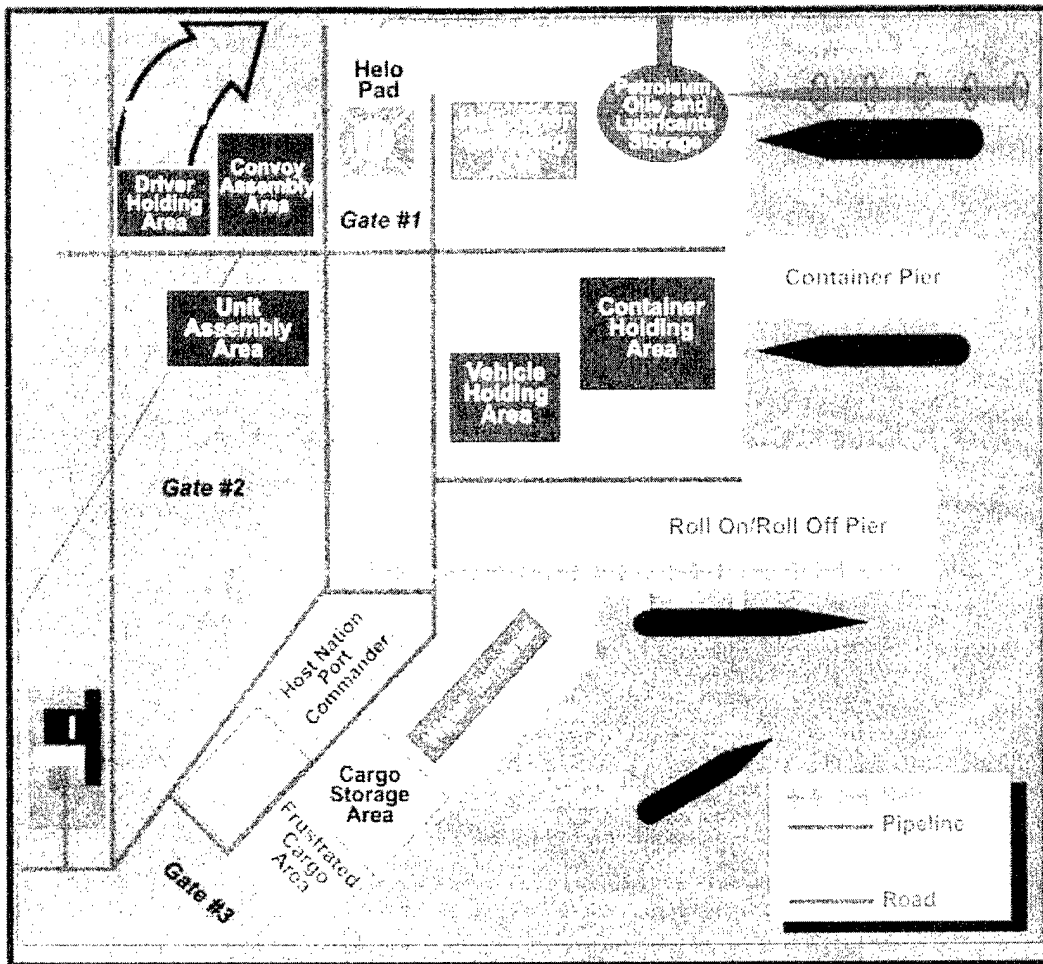 Helo
Pad
Petroleum
Oils, and
Lubricants
Storage
Driver
Holding
Area
Convoy
Assembly
Area
Gate #1
Container Pier
Unit
Assembly
Area
Container
Holding
Area
Vehicle
Holding
Area
Gate #2
Roll On/Roll Off Pier
Host Nation
Port
Commander
Cargo
Storage
Area
Frustrated
Cargo
Area
Gate #3
Rail
Pipeline
Road